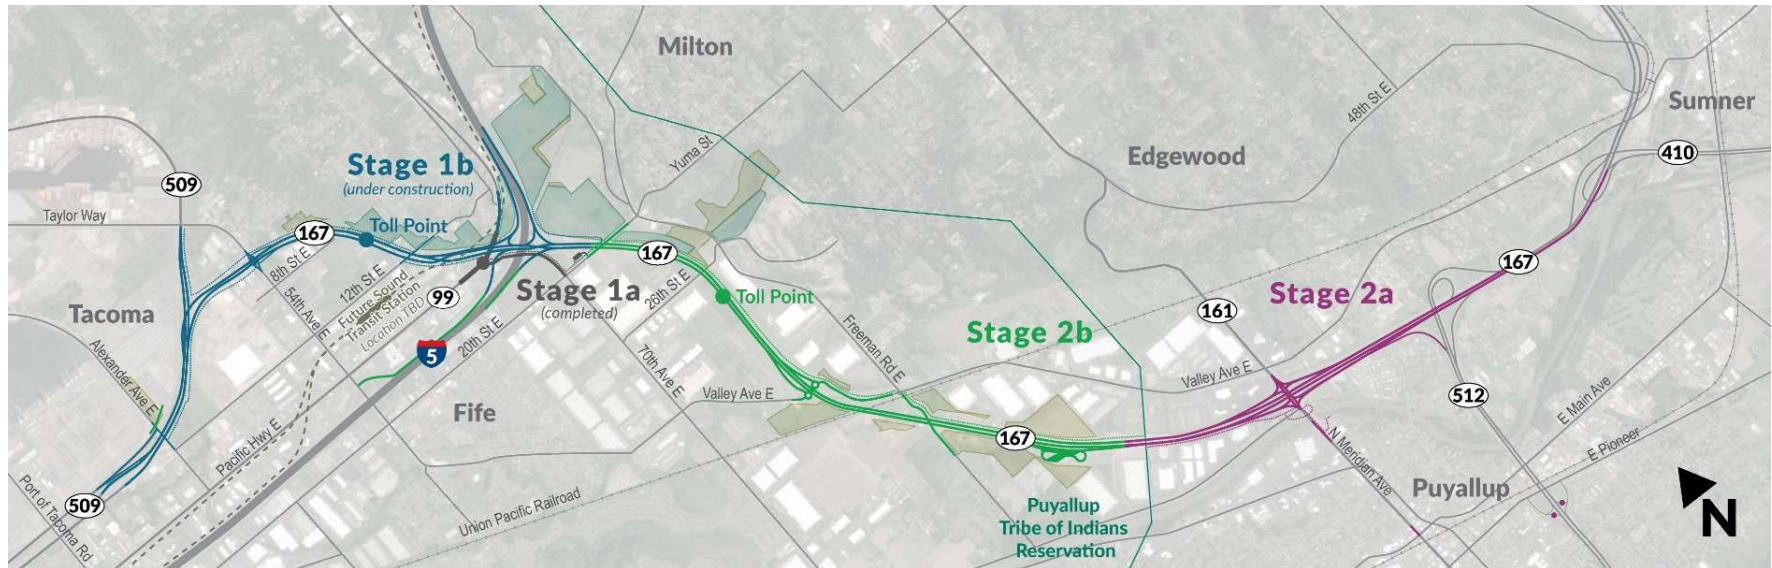 Milton
Sumner
48th St E
Edgewood
410
Yuma St
Stage 1b
(under construction)
509
Taylor Way
Toll Point
167
8th St E
12th St E
54th Ave E
Future Sound
Transit Station
Location TBD
99
Stage 1a
(completed)
167
26th St E
Toll Point
167
Stage 2a
161
Tacoma
Alexander Ave E
5
20th St E
Freeman Rd E
Stage 2b
70th Ave E
Valley Ave E
Valley Ave E
512
E Main Ave
Fife
Pacific Hwy E
167
N Meridian Ave
E Pioneer
Puyallup
509
Port of Tacoma Rd
Union Pacific Railroad
Puyallup
Tribe of Indians
Reservation
N